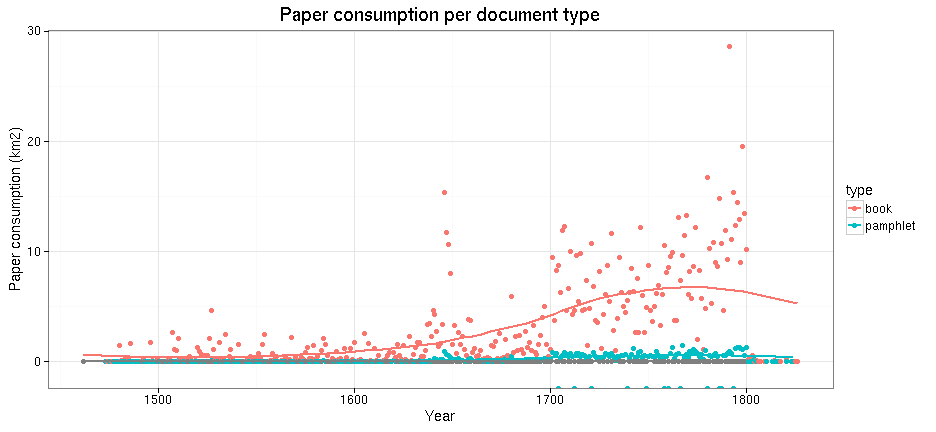 Paper consumption per document type
Paper consumption (km2)
30
20
10
0
1500
1600
1700
1800
Year
type
book
pamphlet